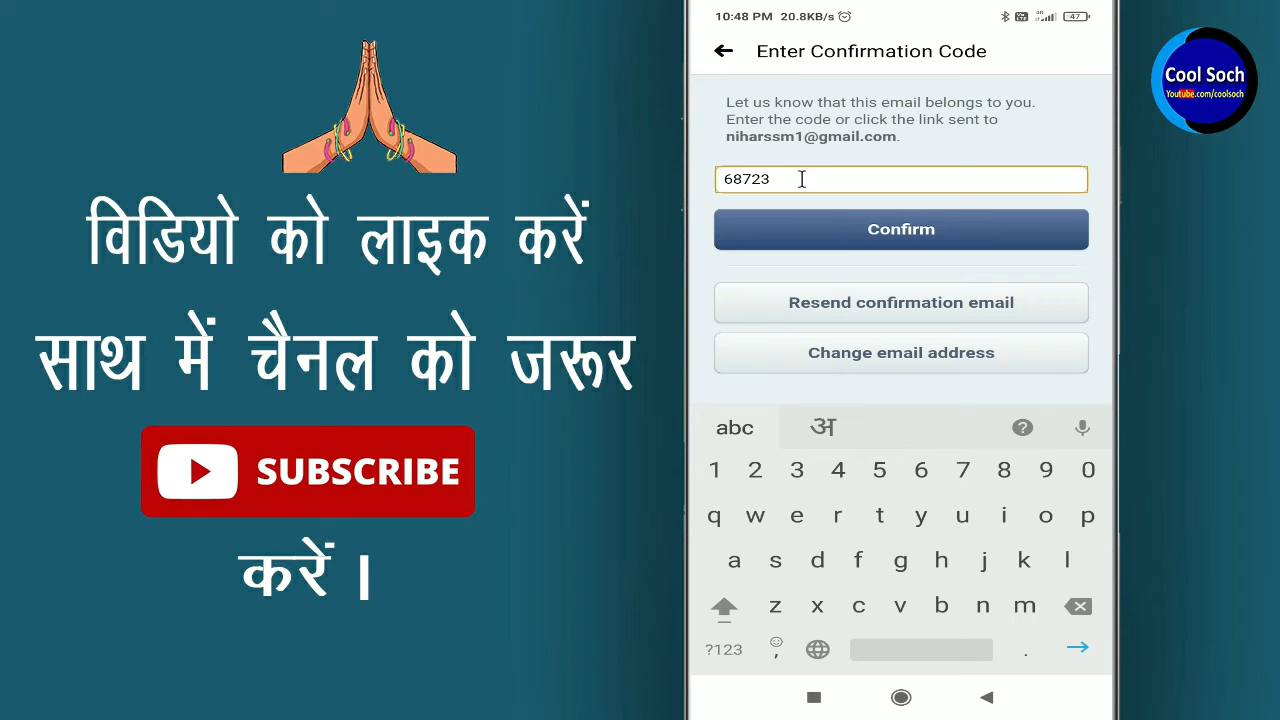 विडियो को लाइक करें
साथ में चैनल को जरूर
SUBSCRIBE
करें ।
10:48 PM 20.8KB/s
47
Enter Confirmation Code
Let us know that this email belongs to you.
Enter the code or click the link sent to
niharssm1@gmail.com.
68723
Confirm
Resend confirmation email
Change email address
abc अ ?
1 2 3 4 5 6 7 8 9 0
q w e r t y u i o p
a s d f g h j k l
z x c v b n m
?123 , .
Cool Soch
Youtube.com/coolsoch